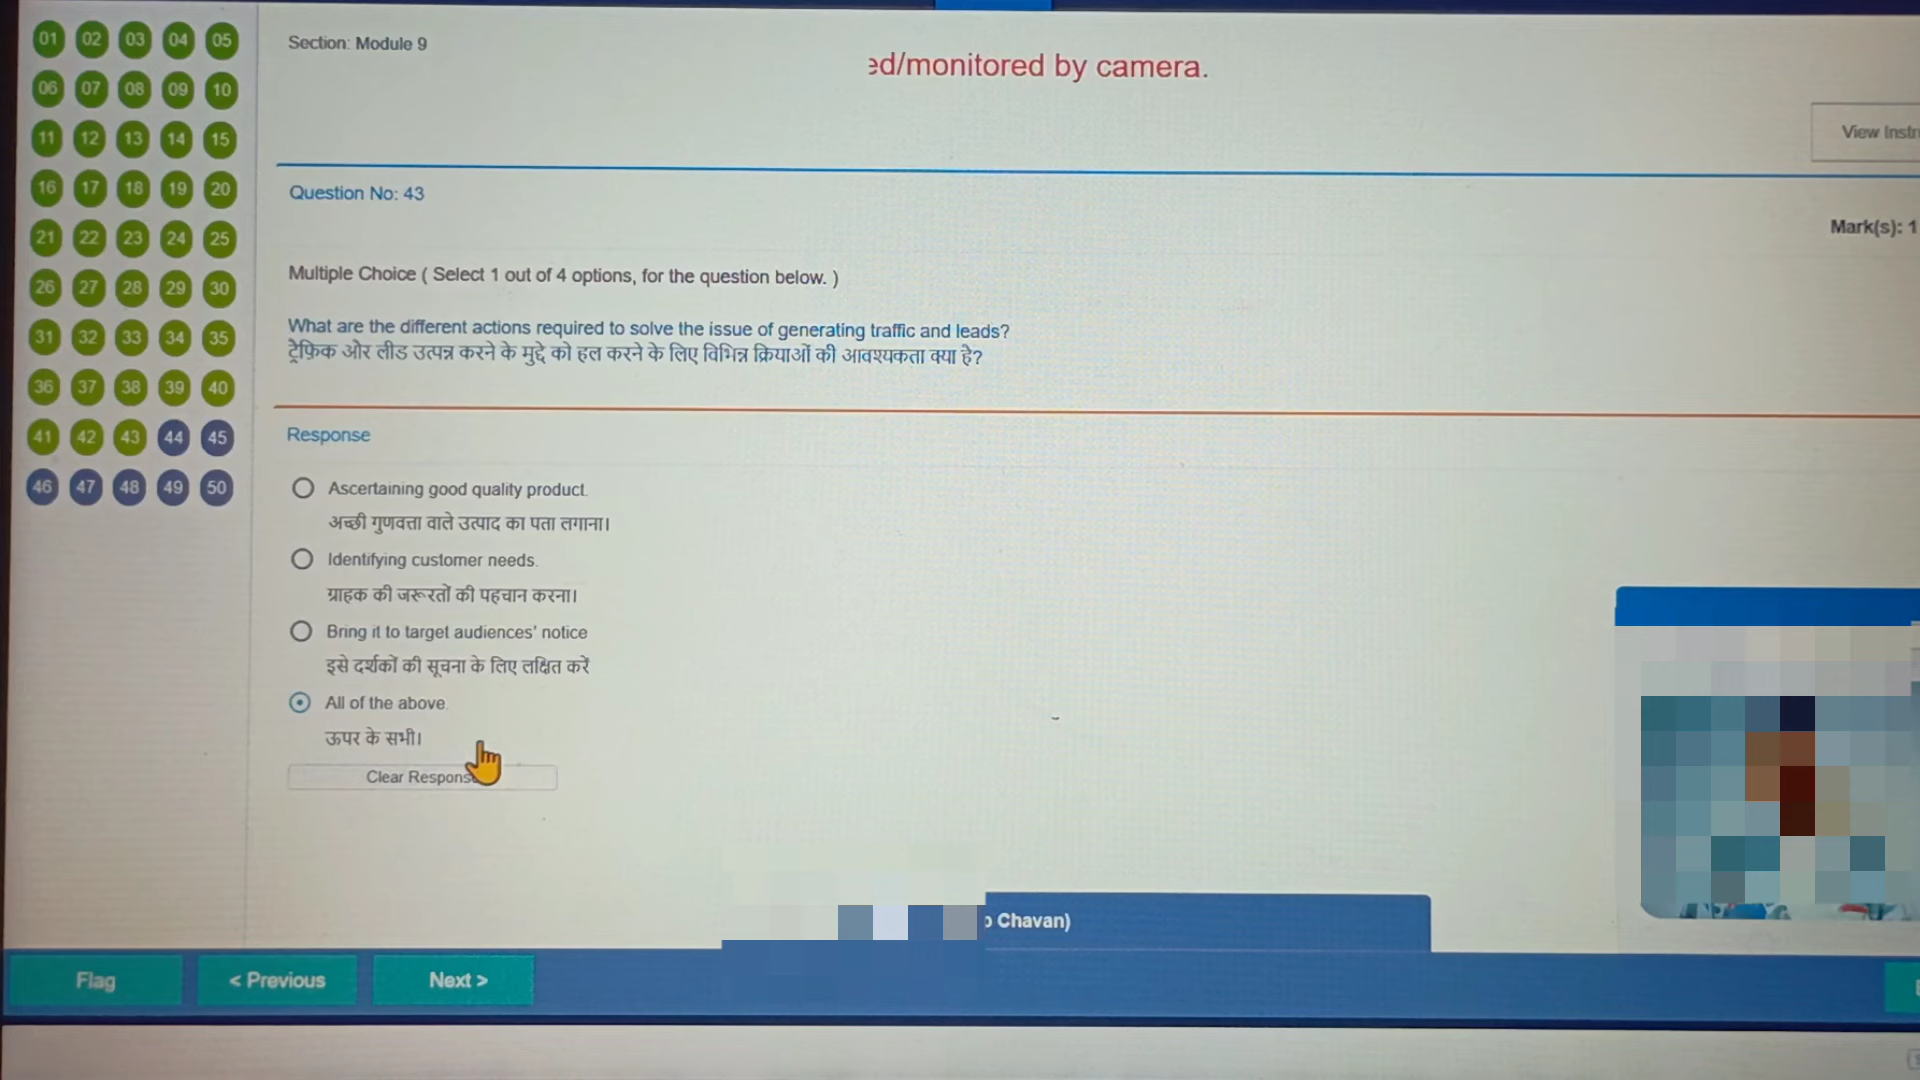 01 02 03 04 05
06 07 08 09 10
11 12 13 14 15
16 17 18 19 20
21 22 23 24 25
26 27 28 29 30
31 32 33 34 35
36 37 38 39 40
41 42 43 44 45
46 47 48 49 50
Section: Module 9
ed/monitored by camera.
View Instr
Question No: 43
Mark(s): 1
Multiple Choice ( Select 1 out of 4 options, for the question below. )
What are the different actions required to solve the issue of generating traffic and leads?
ट्रैफ़िक और लीड उत्पन्न करने के मुद्दे को हल करने के लिए विभिन्न क्रियाओं की आवश्यकता क्या है?
Response
Ascertaining good quality product.
अच्छी गुणवत्ता वाले उत्पाद का पता लगाना।
Identifying customer needs.
ग्राहक की जरूरतों की पहचान करना।
Bring it to target audiences' notice
इसे दर्शकों की सूचना के लिए लक्षित करें
All of the above.
ऊपर के सभी।
Clear Respons
Chavan)
Flag
< Previous
Next >